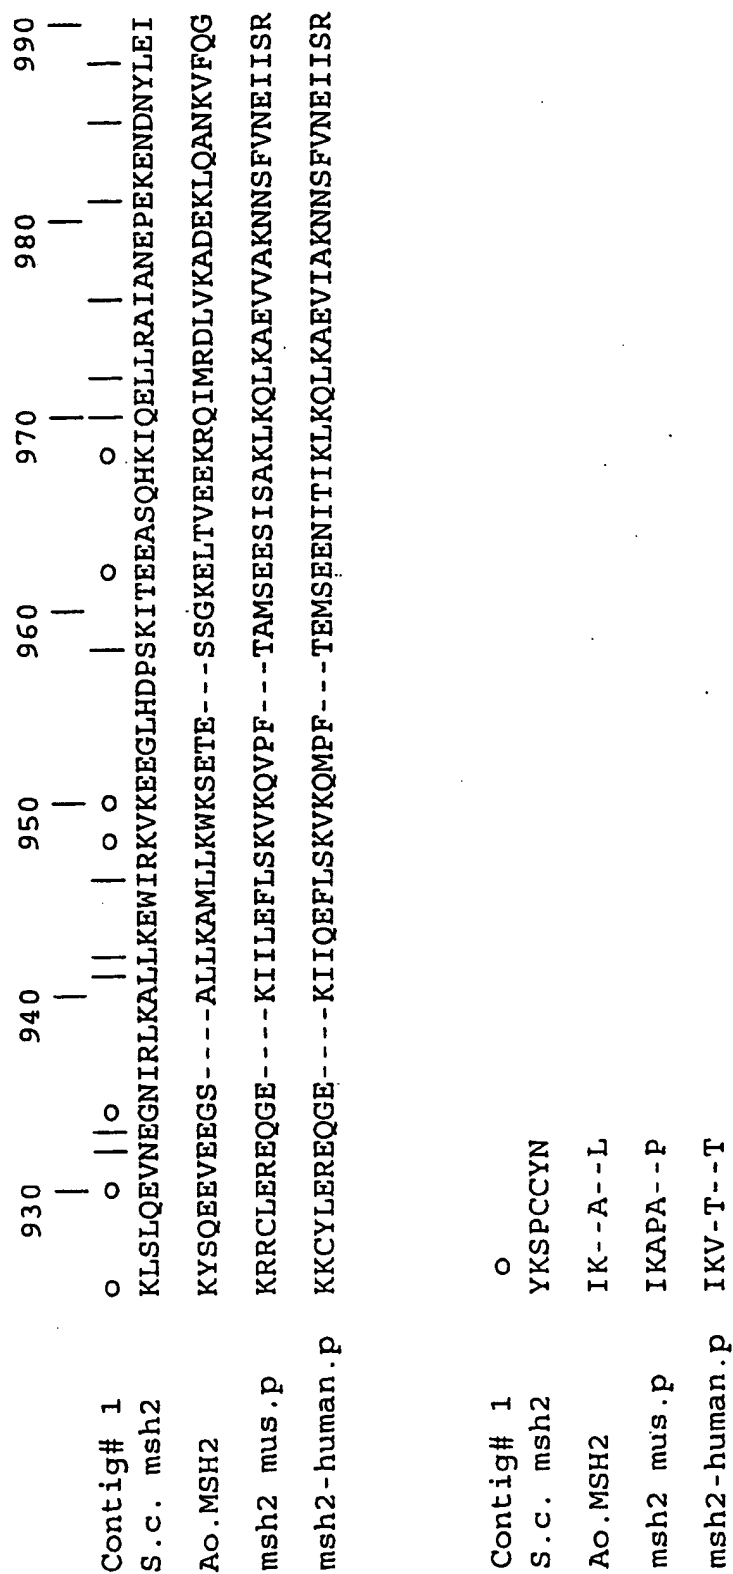 930 940 950 960 970 980 990
Contig# 1 o o | | o | | | o o | o o | | | | | |
S.c. msh2 KLSLQEVNEGNIRLKALLKEWIRKVKEEGLHDPSKITEEASQHKIQELLRAIANEPEKENDNYLEI
Ao.MSH2 KYSQEEVEEGS----ALLKAMLLKWKSETE---SSGKELTVEEKRQIMRDLVKADEKLQANKVFQG
msh2 mus.p KRRCLEREQGE----KIILEFLSKVKQVPF---TAMSEESISAKLKQLKAEVVAKNNSFVNEIISR
msh2-human.p KKCYLEREQGE----KIIQEFLSKVKQMPF---TEMSEENITIKLKQLKAEVIAKNNSFVNEIISR
Contig# 1 o
S.c. msh2 YKSPCCYN
Ao.MSH2 IK--A--L
msh2 mus.p IKAPA--P
msh2-human.p IKV-T--T